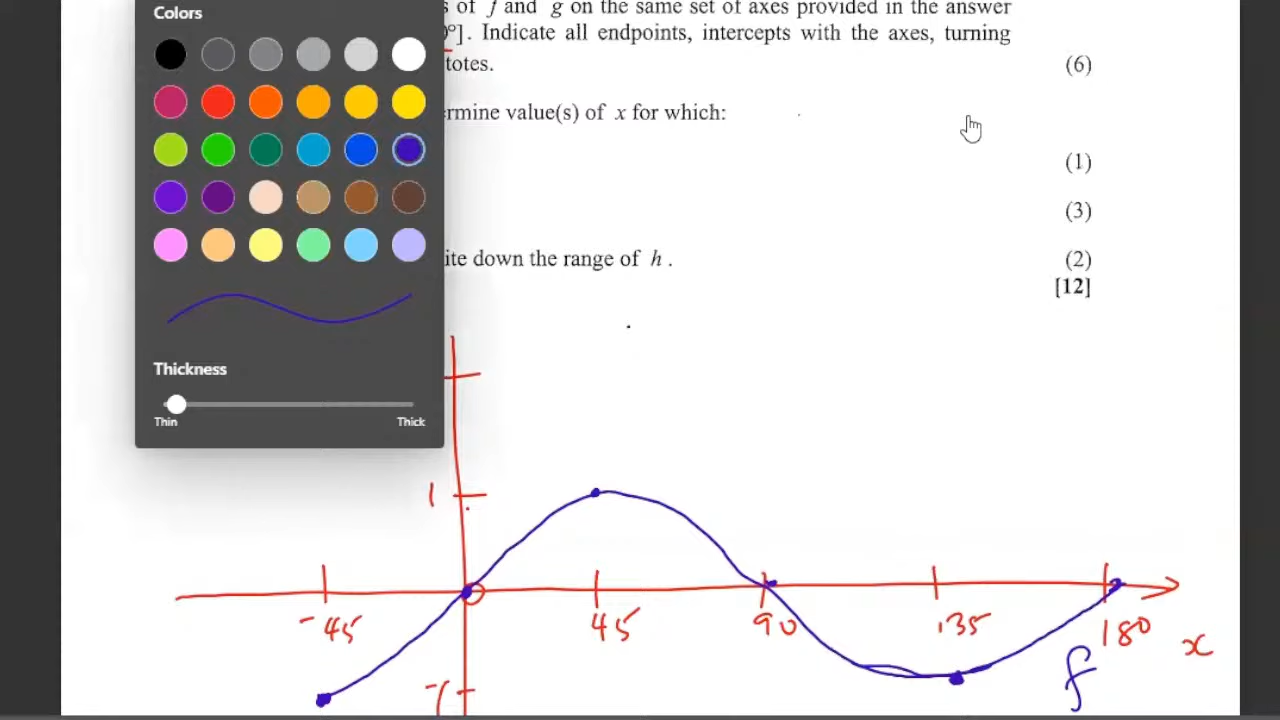 Colors
s of f and g on the same set of axes provided in the answer
0°]. Indicate all endpoints, intercepts with the axes, turning
totes.
(6)
rmine value(s) of x for which:
(1)
(3)
ite down the range of h .
(2)
[12]
Thickness
Thin
Thick
1
-45
45
90
135
180
x
-1
f